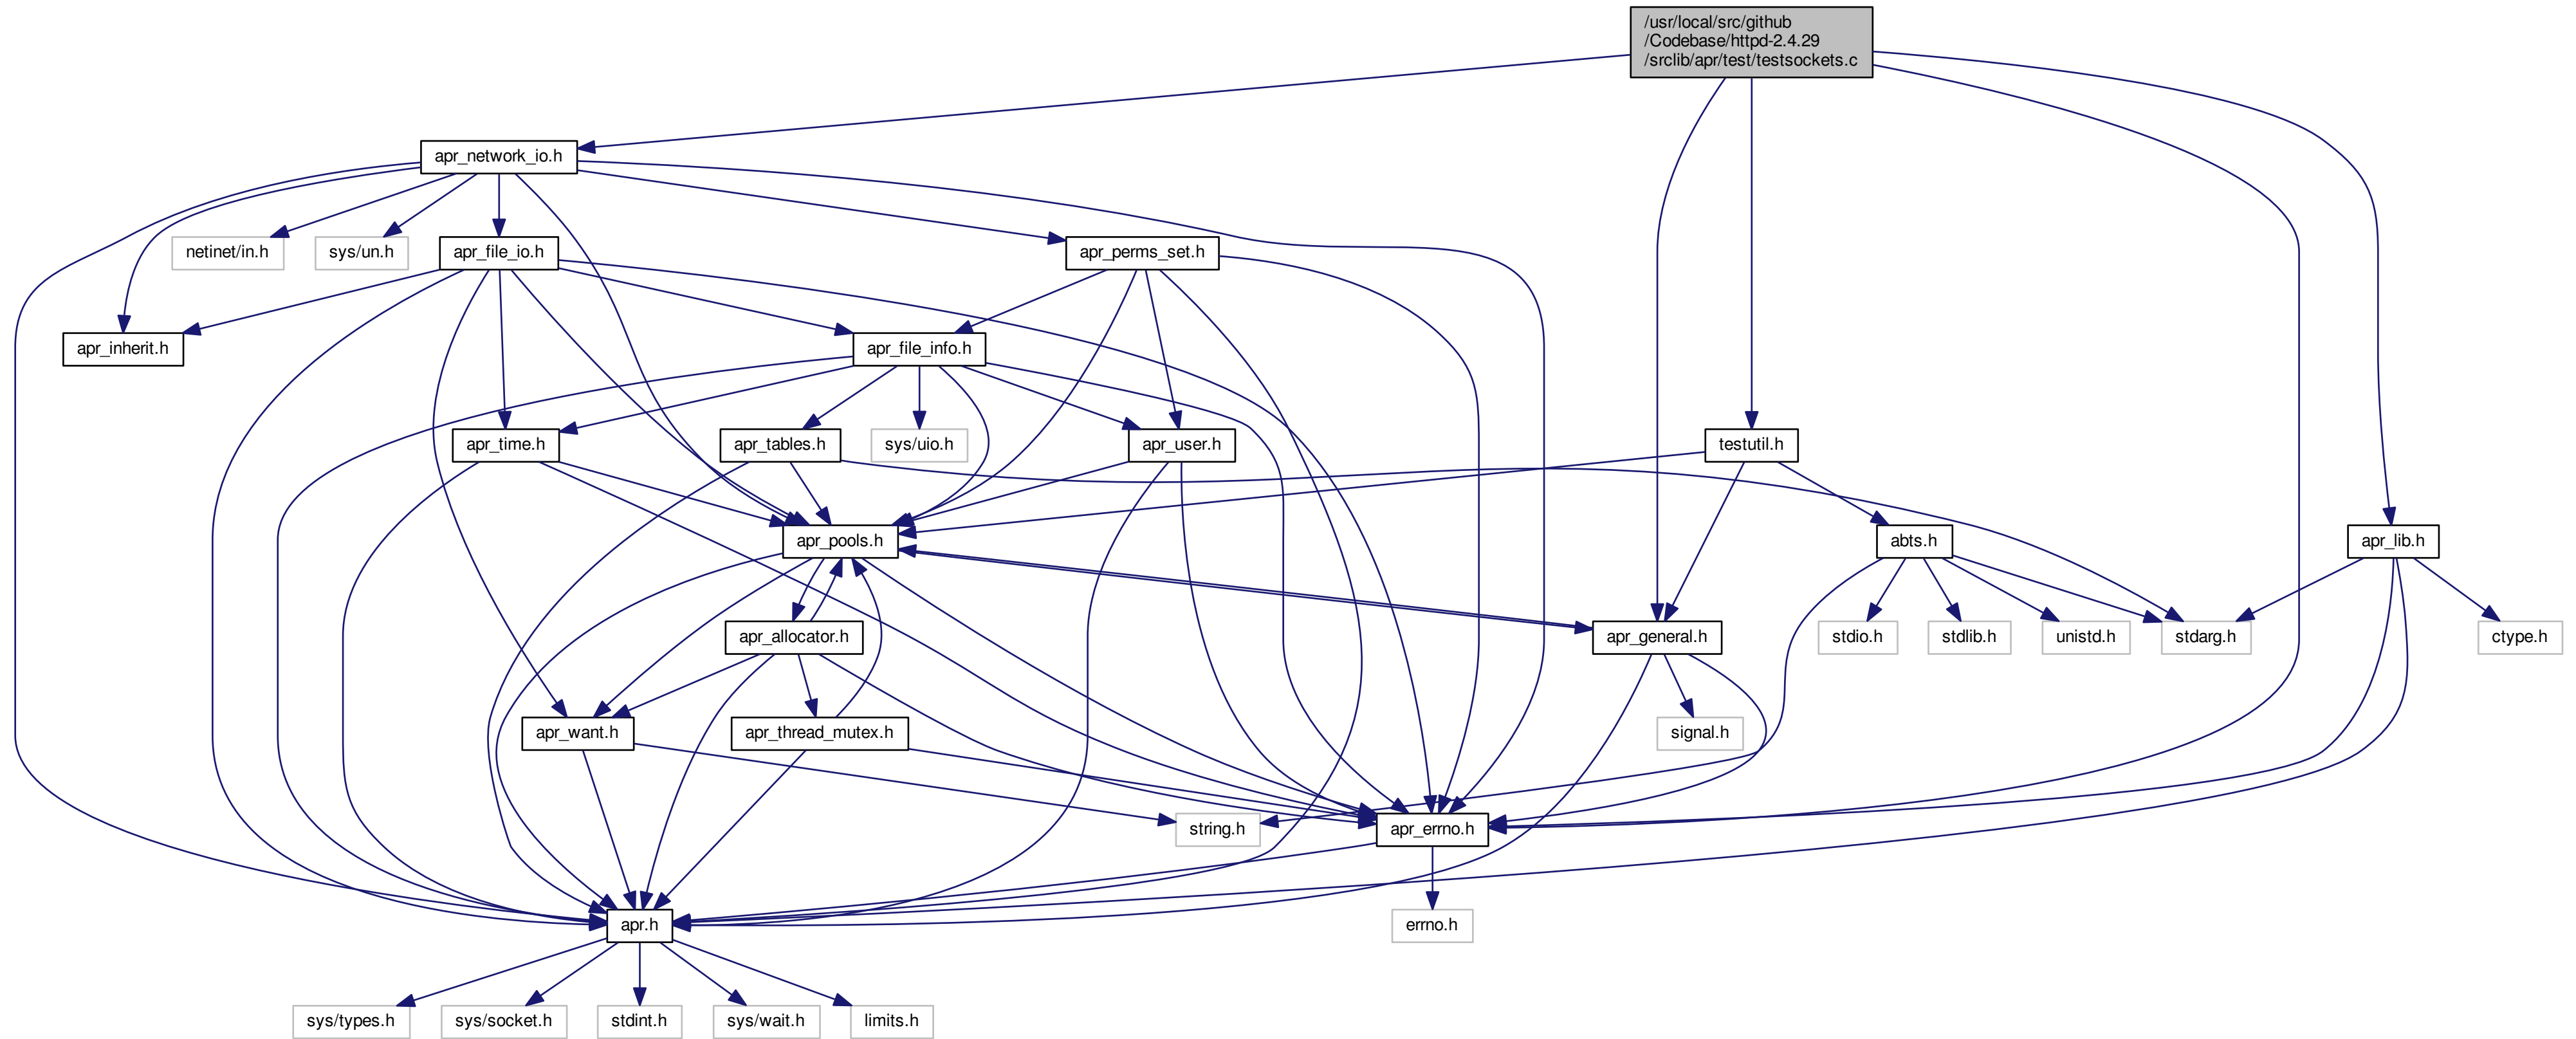 /usr/local/src/github
/Codebase/httpd-2.4.29
/srclib/apr/test/testsockets.c
apr_network_io.h
netinet/in.h
sys/un.h
apr_file_io.h
apr_perms_set.h
apr_inherit.h
apr_file_info.h
apr_time.h
apr_tables.h
sys/uio.h
apr_user.h
testutil.h
apr_pools.h
abts.h
apr_lib.h
apr_allocator.h
apr_general.h
stdio.h
stdlib.h
unistd.h
stdarg.h
ctype.h
apr_want.h
apr_thread_mutex.h
signal.h
string.h
apr_errno.h
apr.h
errno.h
sys/types.h
sys/socket.h
stdint.h
sys/wait.h
limits.h